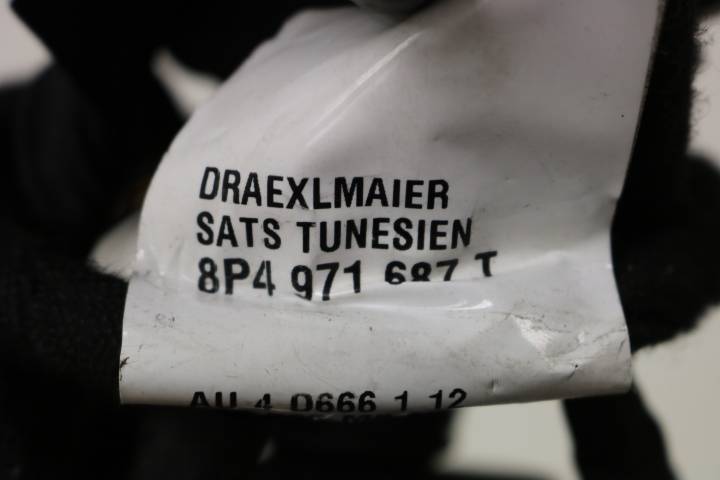 DRAEXLMAIER
SATS TUNESIEN
8P4 971 687 T
AU 4 0666 1 12